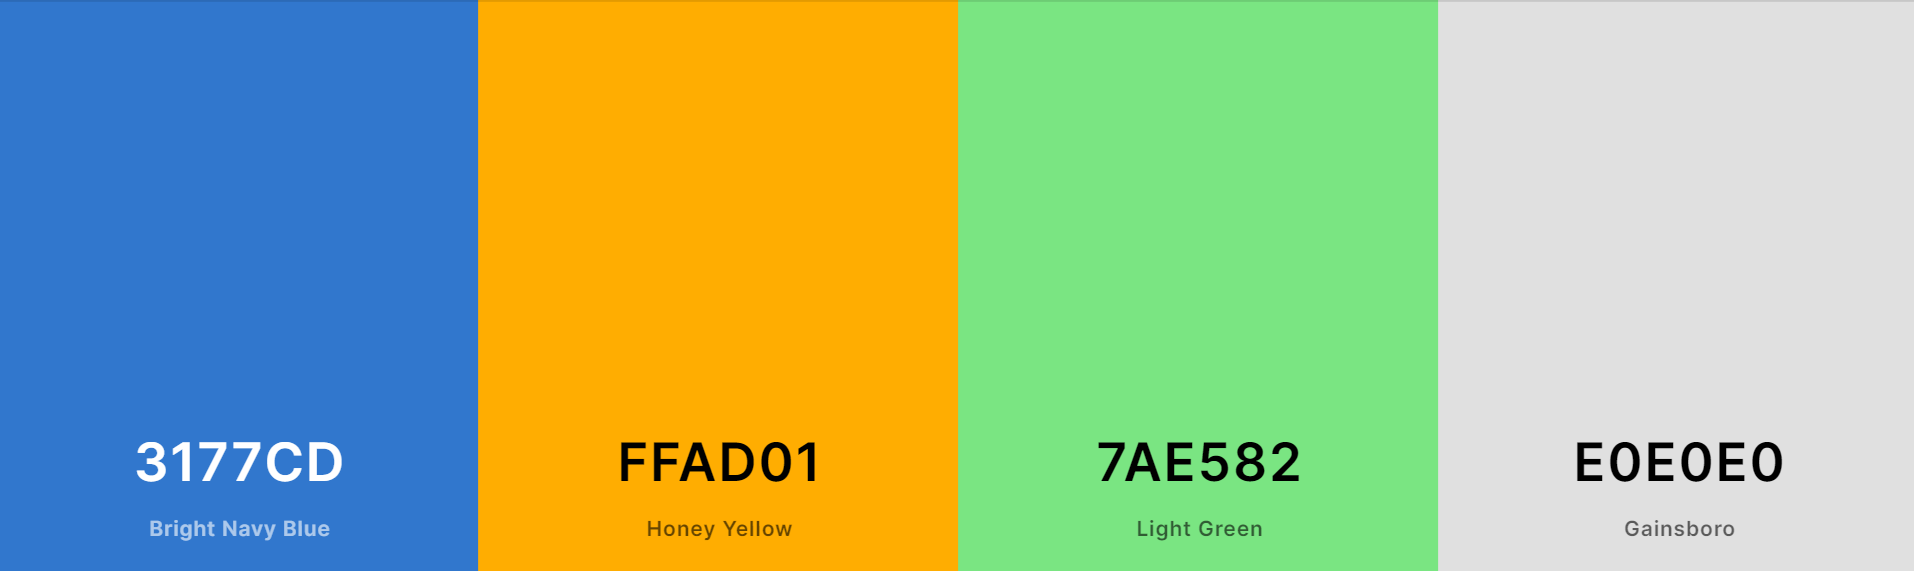 3177CD
Bright Navy Blue
FFAD01
Honey Yellow
7AE582
Light Green
E0E0E0
Gainsboro